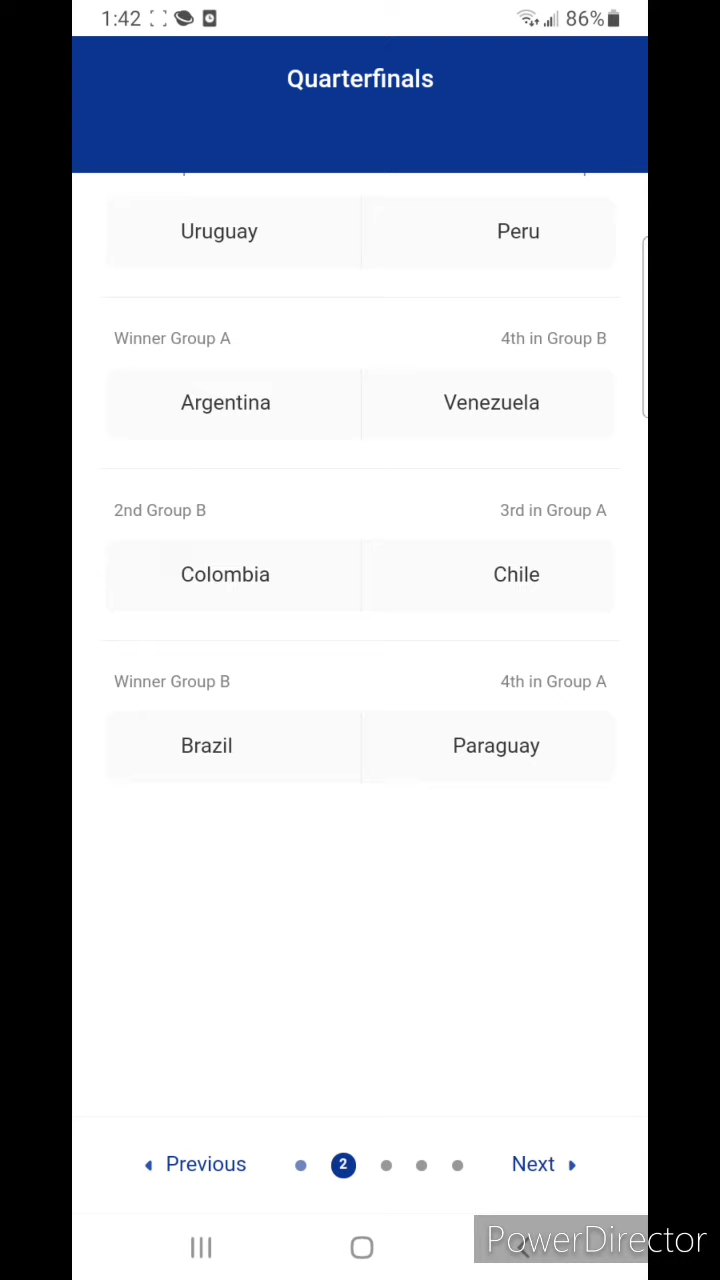 1:42 86%
Quarterfinals
Uruguay Peru
Winner Group A 4th in Group B
Argentina Venezuela
2nd Group B 3rd in Group A
Colombia Chile
Winner Group B 4th in Group A
Brazil Paraguay
Previous 2 Next
PowerDirector